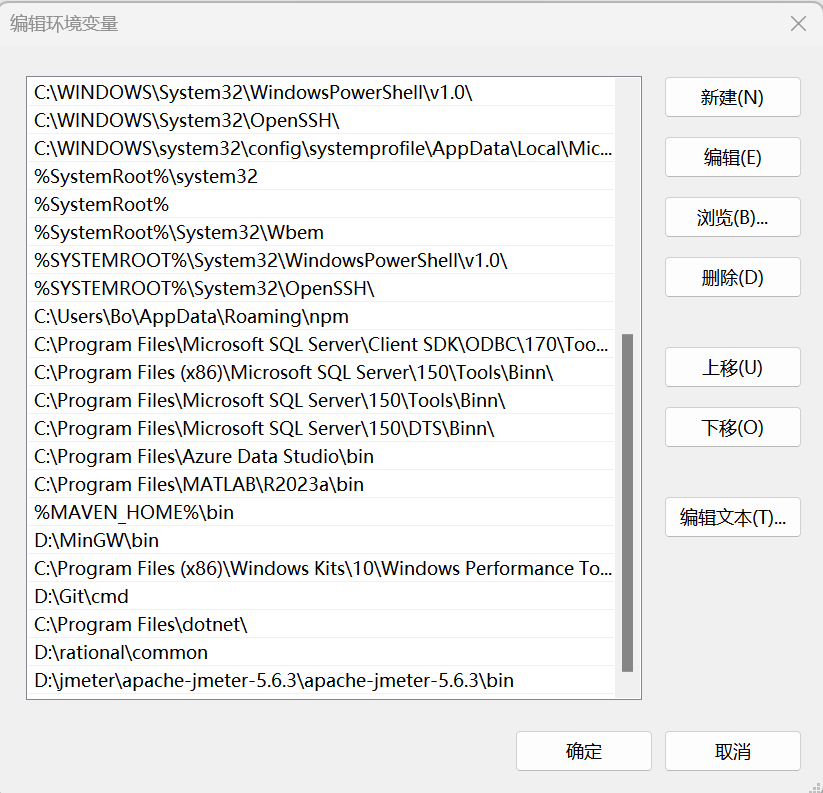 编辑环境变量
C:\WINDOWS\System32\WindowsPowerShell\v1.0\
C:\WINDOWS\System32\OpenSSH\
C:\WINDOWS\system32\config\systemprofile\AppData\Local\Mic...
%SystemRoot%\system32
%SystemRoot%
%SystemRoot%\System32\Wbem
%SYSTEMROOT%\System32\WindowsPowerShell\v1.0\
%SYSTEMROOT%\System32\OpenSSH\
C:\Users\Bo\AppData\Roaming\npm
C:\Program Files\Microsoft SQL Server\Client SDK\ODBC\170\Too...
C:\Program Files (x86)\Microsoft SQL Server\150\Tools\Binn\
C:\Program Files\Microsoft SQL Server\150\Tools\Binn\
C:\Program Files\Microsoft SQL Server\150\DTS\Binn\
C:\Program Files\Azure Data Studio\bin
C:\Program Files\MATLAB\R2023a\bin
%MAVEN_HOME%\bin
D:\MinGW\bin
C:\Program Files (x86)\Windows Kits\10\Windows Performance To...
D:\Git\cmd
C:\Program Files\dotnet\
D:\rational\common
D:\jmeter\apache-jmeter-5.6.3\apache-jmeter-5.6.3\bin
新建(N)
编辑(E)
浏览(B)...
删除(D)
上移(U)
下移(O)
编辑文本(T)...
确定
取消